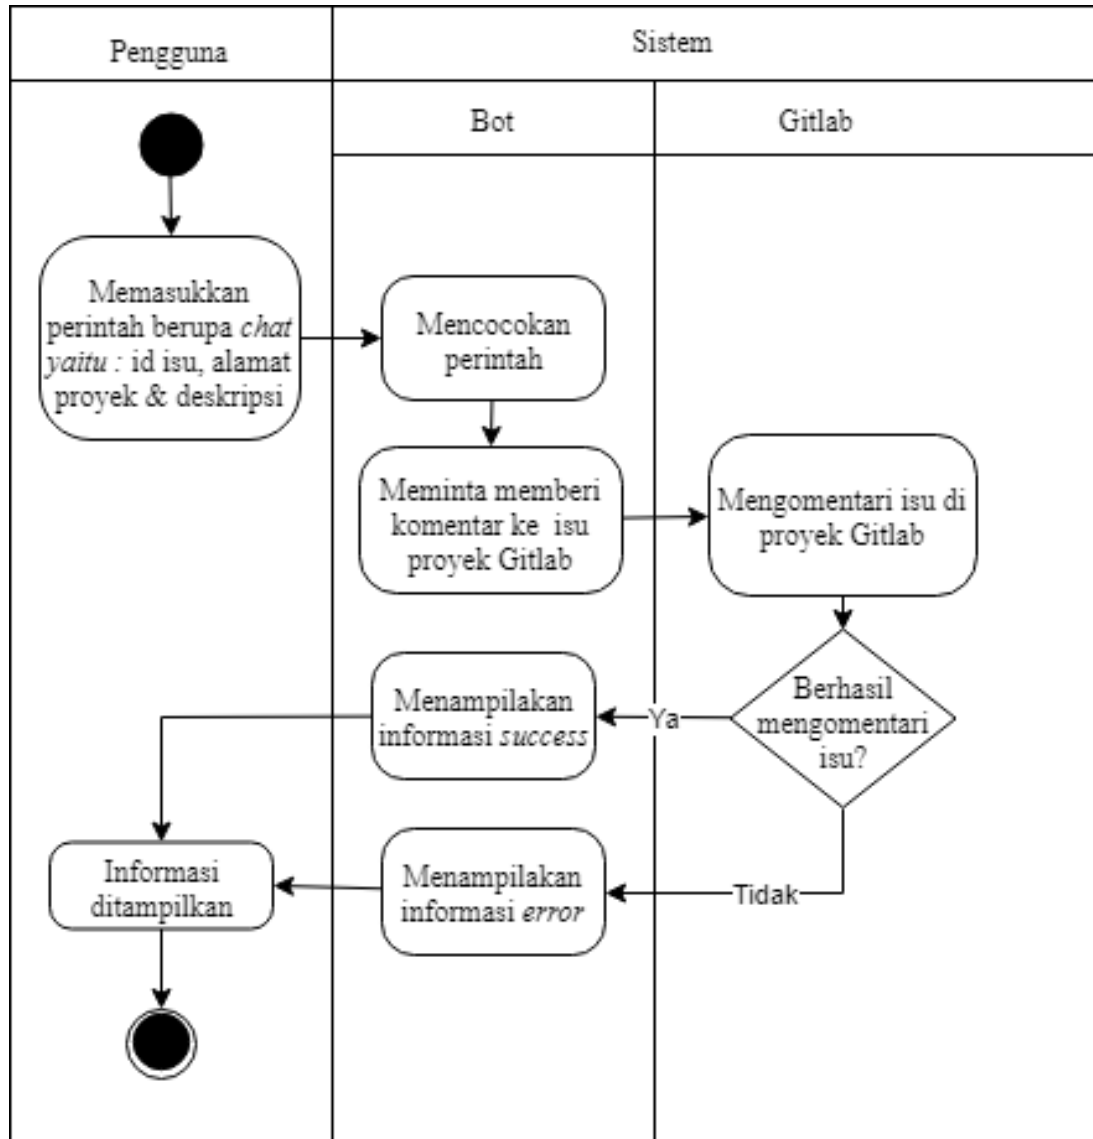 Pengguna
Sistem
Bot
Gitlab
Memasukkan
perintah berupa chat
yaitu : id isu, alamat
proyek & deskripsi
Mencocokan
perintah
Meminta memberi
komentar ke isu
proyek Gitlab
Mengomentari isu di
proyek Gitlab
Berhasil
mengomentari
isu?
Ya
Menampilakan
informasi success
Tidak
Menampilakan
informasi error
Informasi
ditampilkan